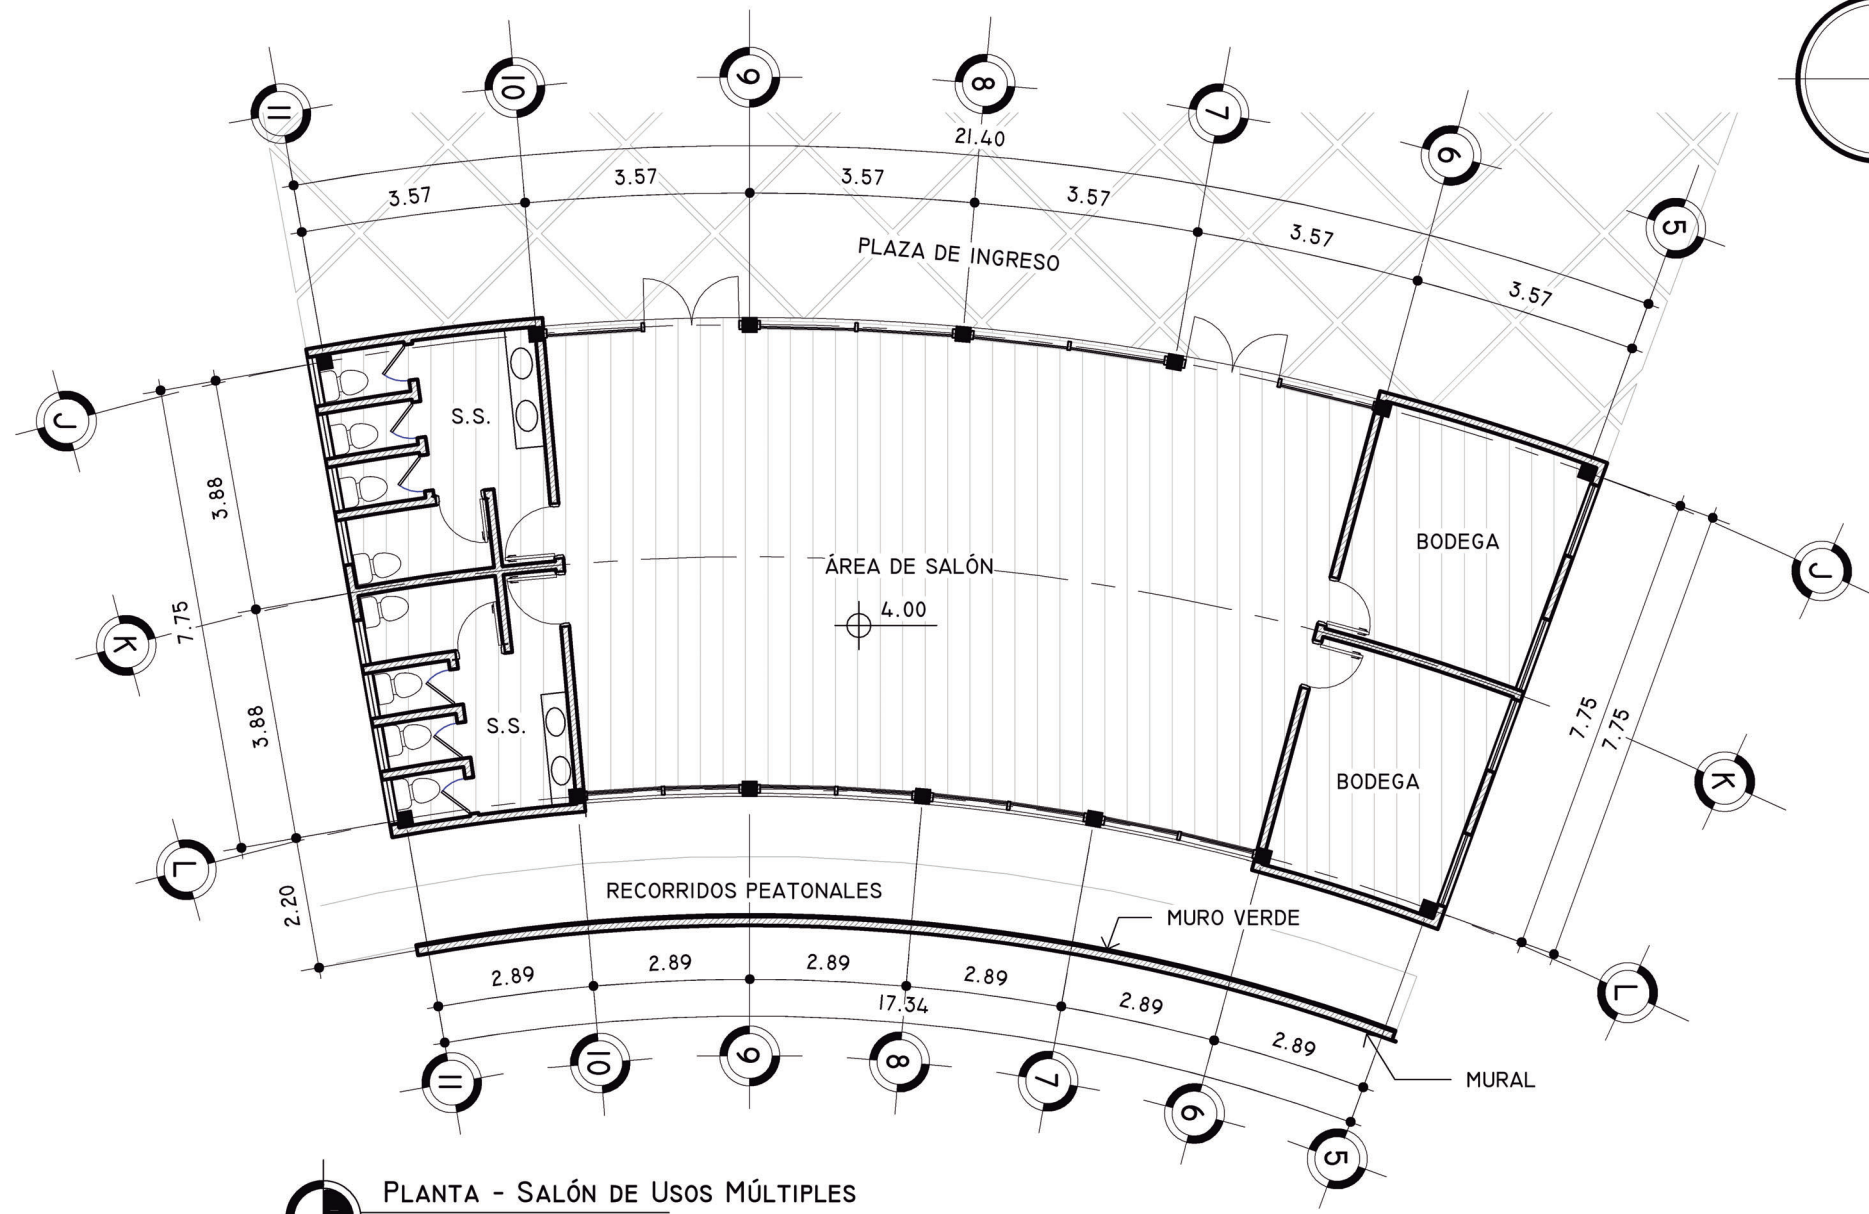 11
10
9
8
7
6
5
21.40
3.57
3.57
3.57
3.57
3.57
3.57
PLAZA DE INGRESO
J
K
L
3.88
3.88
7.75
2.20
S.S.
S.S.
ÁREA DE SALÓN
4.00
BODEGA
BODEGA
7.75
7.75
J
K
L
RECORRIDOS PEATONALES
MURO VERDE
MURAL
2.89
2.89
2.89
2.89
2.89
2.89
17.34
11
10
9
8
7
6
5
PLANTA - SALÓN DE USOS MÚLTIPLES